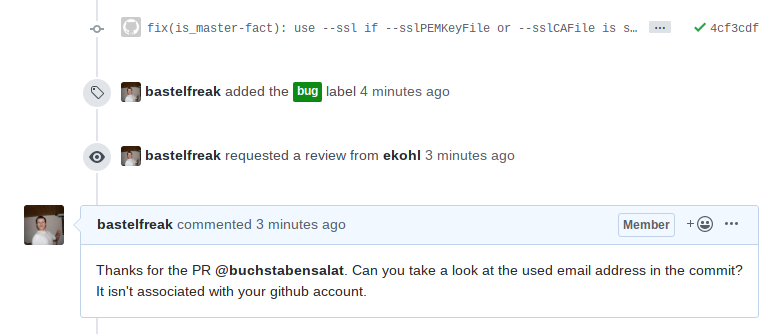 fix(is_master-fact): use --ssl if --sslPEMKeyFile or --sslCAFile is s… ... 4cf3cdf
bastelfreak added the bug label 4 minutes ago
bastelfreak requested a review from ekohl 3 minutes ago
bastelfreak commented 3 minutes ago Member
Thanks for the PR @buchstabensalat. Can you take a look at the used email address in the commit?
It isn't associated with your github account.